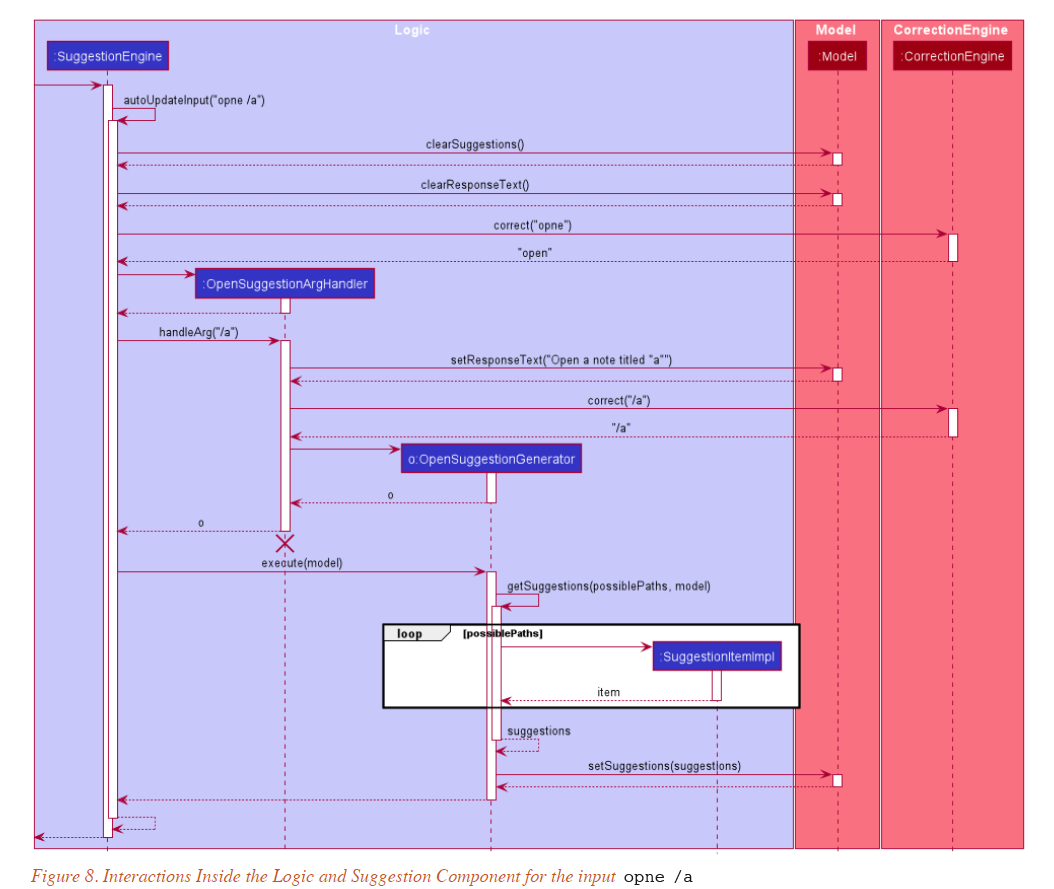 Logic
Model
CorrectionEngine
:SuggestionEngine
:Model
:CorrectionEngine
autoUpdateInput("opne /a")
clearSuggestions()
clearResponseText()
correct("opne")
"open"
:OpenSuggestionArgHandler
handleArg("/a")
setResponseText("Open a note titled "a"")
correct("/a")
"/a"
o:OpenSuggestionGenerator
o
o
execute(model)
getSuggestions(possiblePaths, model)
loop [possiblePaths]
:SuggestionItemImpl
item
suggestions
setSuggestions(suggestions)
Figure 8. Interactions Inside the Logic and Suggestion Component for the input opne /a